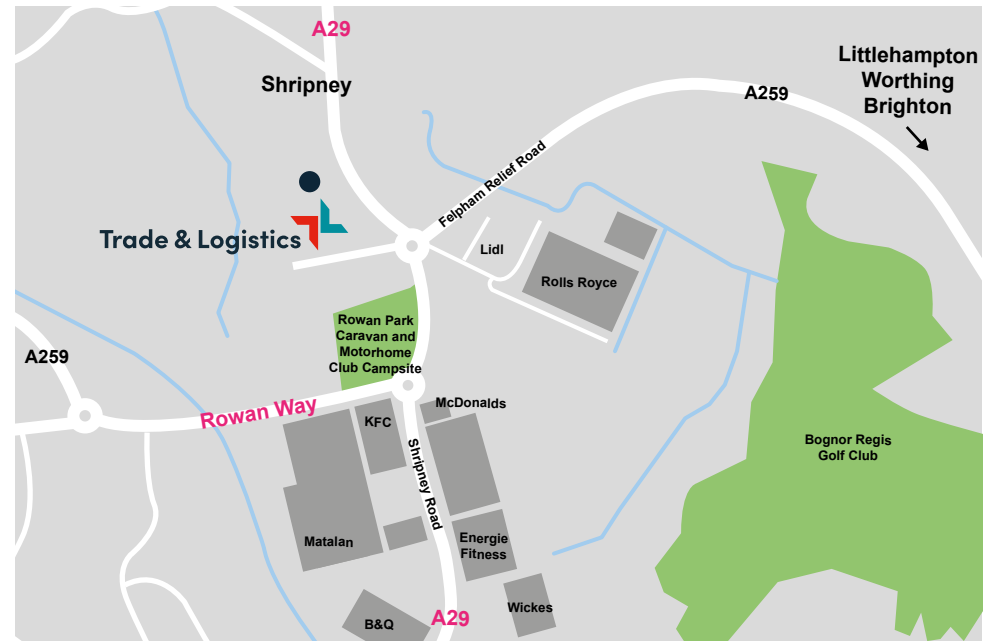 A29
Shripney
Littlehampton
Worthing
Brighton
A259
Felpham Relief Road
Trade & Logistics
Lidl
Rolls Royce
Rowan Park
Caravan and
Motorhome
Club Campsite
A259
Rowan Way
KFC
McDonalds
Shripney Road
Bognor Regis
Golf Club
Matalan
Energie
Fitness
Wickes
B&Q
A29